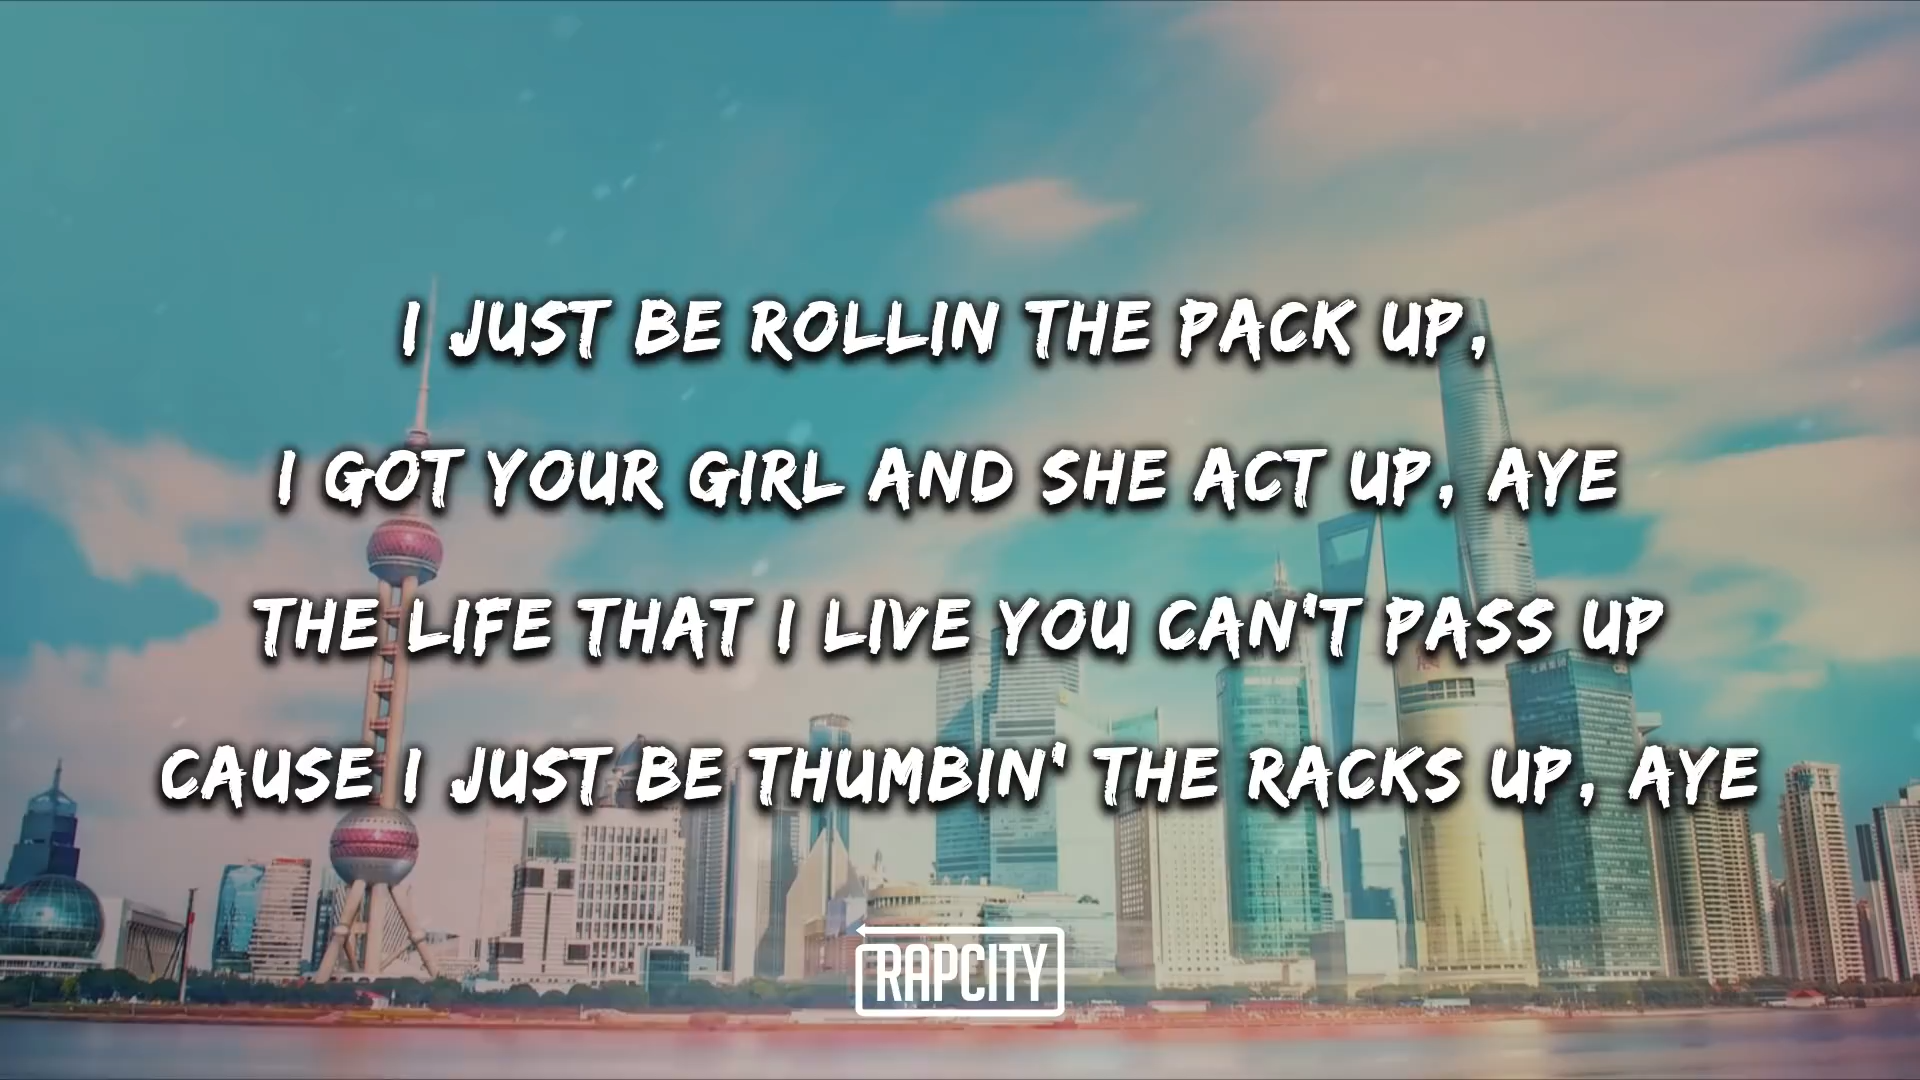 I JUST BE ROLLIN THE PACK UP,
I GOT YOUR GIRL AND SHE ACT UP, AYE
THE LIFE THAT I LIVE YOU CAN'T PASS UP
CAUSE I JUST BE THUMBIN' THE RACKS UP, AYE
RAPCITY